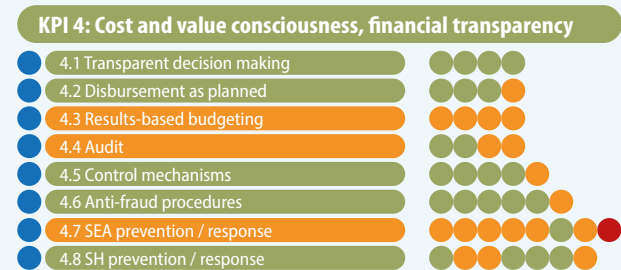 KPI 4: Cost and value consciousness, financial transparency
4.1 Transparent decision making
4.2 Disbursement as planned
4.3 Results-based budgeting
4.4 Audit
4.5 Control mechanisms
4.6 Anti-fraud procedures
4.7 SEA prevention / response
4.8 SH prevention / response